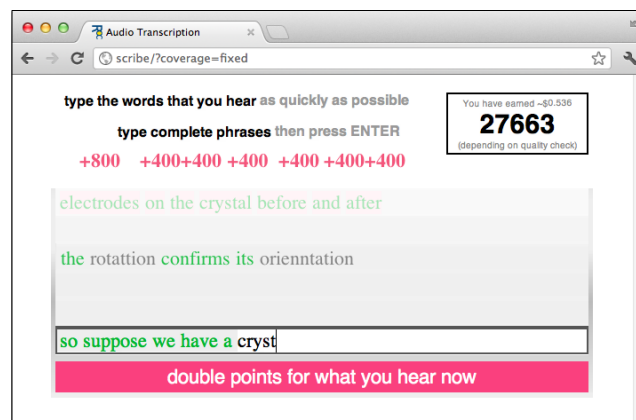 Audio Transcription
scribe/?coverage=fixed
type the words that you hear as quickly as possible
type complete phrases then press ENTER
+800 +400+400 +400 +400 +400+400
You have earned ~$0.536
27663
(depending on quality check)
electrodes on the crystal before and after
the rotattion confirms its orienntation
so suppose we have a cryst
double points for what you hear now